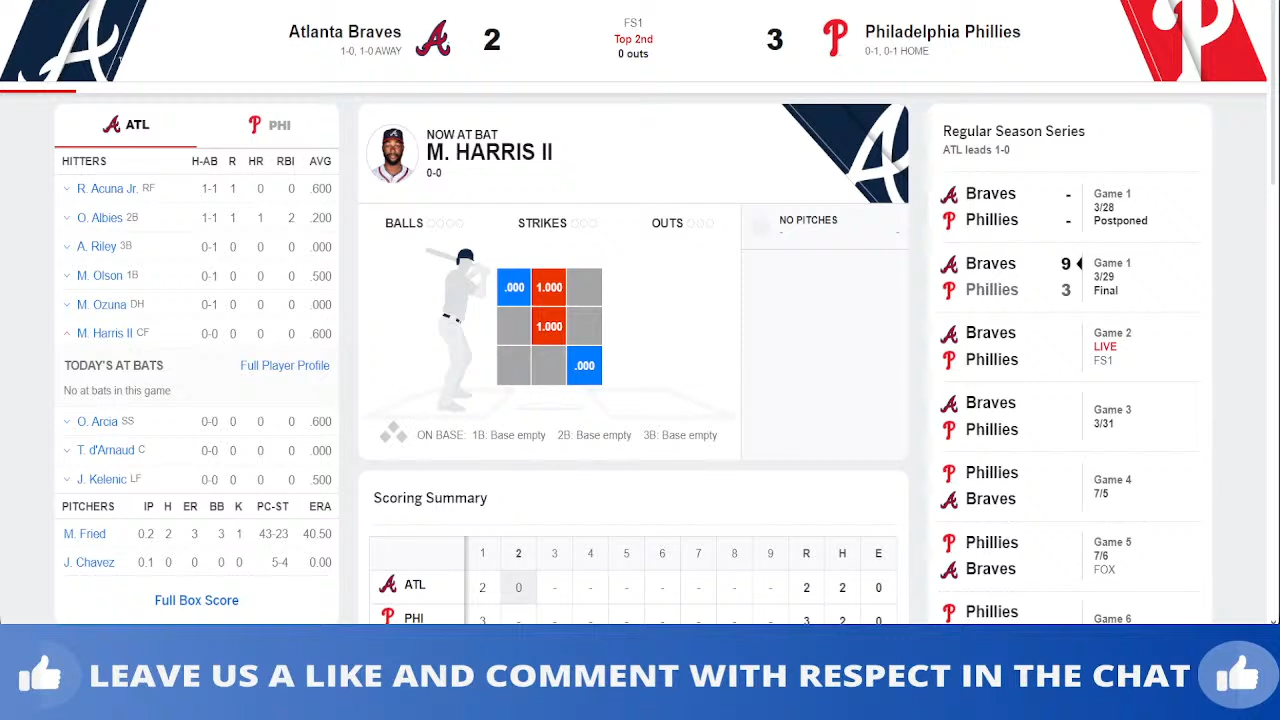 Atlanta Braves
1-0, 1-0 AWAY
2
FS1
Top 2nd
0 outs
3
Philadelphia Phillies
0-1, 0-1 HOME
ATL
PHI
HITTERS H-AB R HR RBI AVG
R. Acuna Jr. RF 1-1 1 0 0 .600
O. Albies 2B 1-1 1 1 2 .200
A. Riley 3B 0-1 0 0 0 .000
M. Olson 1B 0-1 0 0 0 .500
M. Ozuna DH 0-1 0 0 0 .000
M. Harris II CF 0-0 0 0 0 .600
TODAY'S AT BATS Full Player Profile
No at bats in this game
O. Arcia SS 0-0 0 0 0 .600
T. d'Arnaud C 0-0 0 0 0 .000
J. Kelenic LF 0-0 0 0 0 .500
PITCHERS IP H ER BB K PC-ST ERA
M. Fried 0.2 2 3 3 1 43-23 40.50
J. Chavez 0.1 0 0 0 0 5-4 0.00
Full Box Score
NOW AT BAT
M. HARRIS II
0-0
BALLS STRIKES OUTS
NO PITCHES
- -
.000 1.000
1.000
.000
ON BASE: 1B: Base empty 2B: Base empty 3B: Base empty
Scoring Summary
1 2 3 4 5 6 7 8 9 R H E
ATL 2 0 - - - - - - - 2 2 0
PHI 3 - - - - - - - - 3 2 0
Regular Season Series
ATL leads 1-0
Braves - Game 1
3/28
Phillies - Postponed
Braves 9 Game 1
3/29
Phillies 3 Final
Braves Game 2
LIVE
Phillies FS1
Braves Game 3
3/31
Phillies
Phillies Game 4
7/5
Braves
Phillies Game 5
7/6
Braves FOX
Phillies Game 6
LEAVE US A LIKE AND COMMENT WITH RESPECT IN THE CHAT